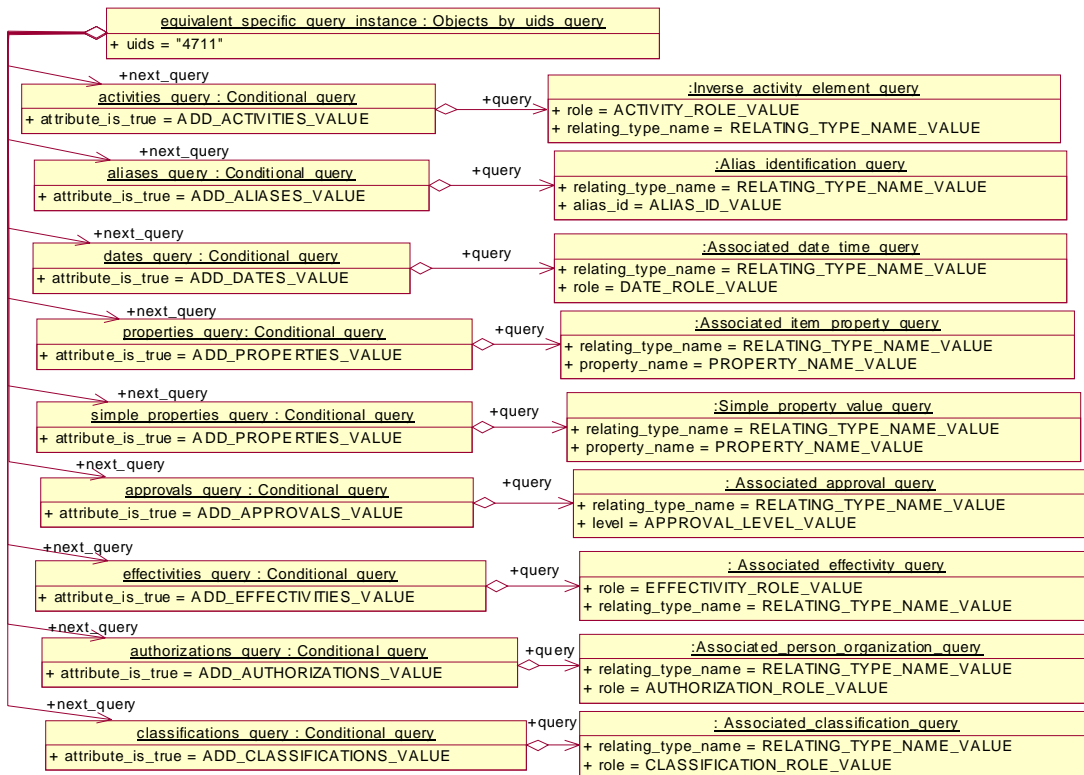 equivalent_specific_query_instance : Objects_by_uids_query
+ uids = "4711"
+next_query
activities_query : Conditional_query
+ attribute_is_true = ADD_ACTIVITIES_VALUE
+query
:Inverse_activity_element_query
+ role = ACTIVITY_ROLE_VALUE
+ relating_type_name = RELATING_TYPE_NAME_VALUE
+next_query
aliases_query : Conditional_query
+ attribute_is_true = ADD_ALIASES_VALUE
+query
:Alias_identification_query
+ relating_type_name = RELATING_TYPE_NAME_VALUE
+ alias_id = ALIAS_ID_VALUE
+next_query
dates_query : Conditional_query
+ attribute_is_true = ADD_DATES_VALUE
+query
:Associated_date_time_query
+ relating_type_name = RELATING_TYPE_NAME_VALUE
+ role = DATE_ROLE_VALUE
+next_query
properties_query: Conditional_query
+ attribute_is_true = ADD_PROPERTIES_VALUE
+query
:Associated_item_property_query
+ relating_type_name = RELATING_TYPE_NAME_VALUE
+ property_name = PROPERTY_NAME_VALUE
+next_query
simple_properties_query : Conditional_query
+ attribute_is_true = ADD_PROPERTIES_VALUE
+query
:Simple_property_value_query
+ relating_type_name = RELATING_TYPE_NAME_VALUE
+ property_name = PROPERTY_NAME_VALUE
+next_query
approvals_query : Conditional_query
+ attribute_is_true = ADD_APPROVALS_VALUE
+query
: Associated_approval_query
+ relating_type_name = RELATING_TYPE_NAME_VALUE
+ level = APPROVAL_LEVEL_VALUE
+next_query
effectivities_query : Conditional_query
+ attribute_is_true = ADD_EFFECTIVITIES_VALUE
+query
: Associated_effectivity_query
+ role = EFFECTIVITY_ROLE_VALUE
+ relating_type_name = RELATING_TYPE_NAME_VALUE
+next_query
authorizations_query : Conditional_query
+ attribute_is_true = ADD_AUTHORIZATIONS_VALUE
+query
:Associated_person_organization_query
+ relating_type_name = RELATING_TYPE_NAME_VALUE
+ role = AUTHORIZATION_ROLE_VALUE
+next_query
classifications_query : Conditional_query
+ attribute_is_true = ADD_CLASSIFICATIONS_VALUE
+query
: Associated_classification_query
+ relating_type_name = RELATING_TYPE_NAME_VALUE
+ role = CLASSIFICATION_ROLE_VALUE